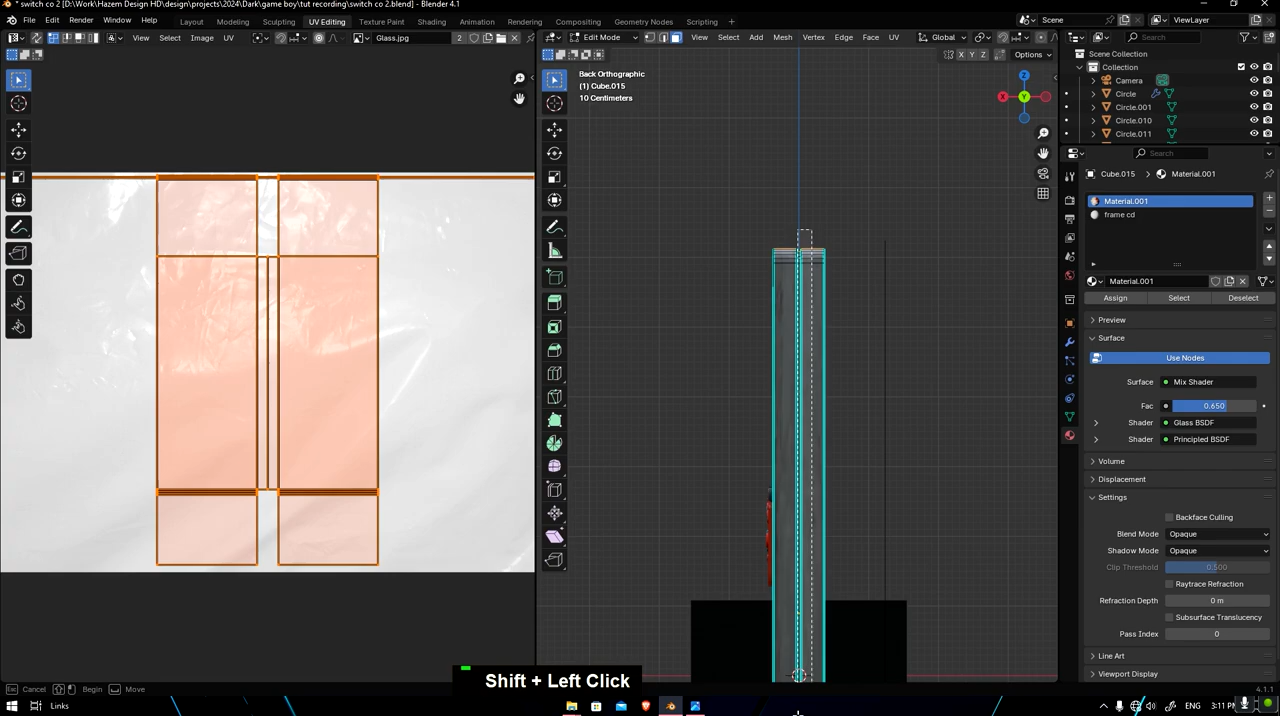 * switch co 2 [D:\Work\Hazem Design HD\design\projects\2024\Dark\game boy\tut recording\switch co 2.blend] - Blender 4.1
File Edit Render Window Help Layout Modeling Sculpting UV Editing Texture Paint Shading Animation Rendering Compositing Geometry Nodes Scripting + Scene ViewLayer
View Select Image UV Glass.jpg 2 Edit Mode View Select Add Mesh Vertex Edge Face UV Global Search
X Y Z Options
Scene Collection
Collection
Camera
Circle
Circle.001
Circle.010
Circle.011
Back Orthographic
(1) Cube.015
10 Centimeters
Z
X
Y
Search
Cube.015 Material.001
Material.001
frame cd
Material.001
Assign Select Deselect
Preview
Surface
Use Nodes
Surface Mix Shader
Fac 0.650
Shader Glass BSDF
Shader Principled BSDF
Volume
Displacement
Settings
Backface Culling
Blend Mode Opaque
Shadow Mode Opaque
Clip Threshold 0.500
Raytrace Refraction
Refraction Depth 0 m
Subsurface Translucency
Pass Index 0
Line Art
Viewport Display
Shift + Left Click
Cancel Begin Move 4.1.1
Links ENG 3:11 PM